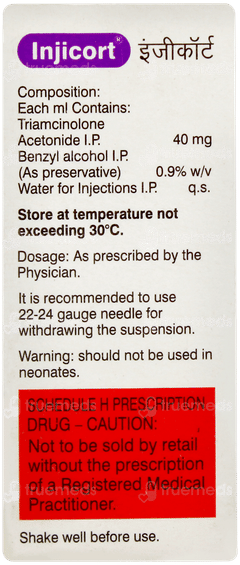 Injicort® इंजीकॉर्ट
Composition:
Each ml Contains:
Triamcinolone
Acetonide I.P. 40 mg
Benzyl alcohol I.P.
(As preservative) 0.9% w/v
Water for Injections I.P. q.s.
Store at temperature not
exceeding 30°C.
Dosage: As prescribed by the
Physician.
It is recommended to use
22-24 gauge needle for
withdrawing the suspension.
Warning: should not be used in
neonates.
SCHEDULE H PRESCRIPTION
DRUG - CAUTION:
Not to be sold by retail
without the prescription
of a Registered Medical
Practitioner.
Shake well before use.